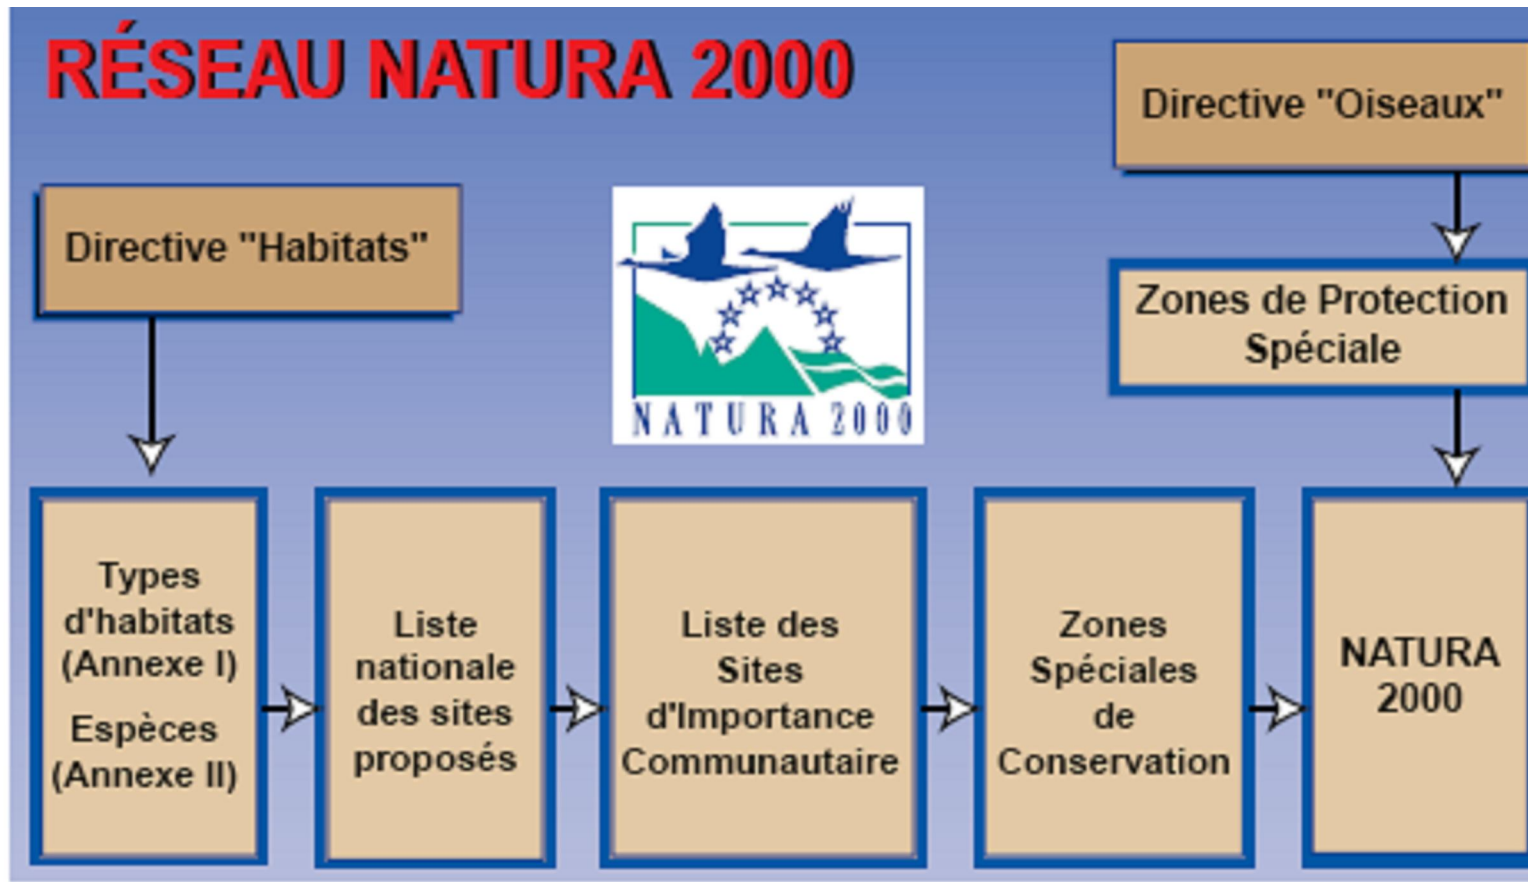 RÉSEAU NATURA 2000
Directive "Oiseaux"
Directive "Habitats"
Zones de Protection
Spéciale
NATURA 2000
Types
d'habitats
(Annexe I)
Espèces
(Annexe II)
Liste
nationale
des sites
proposés
Liste des
Sites
d'Importance
Communautaire
Zones
Spéciales
de
Conservation
NATURA
2000